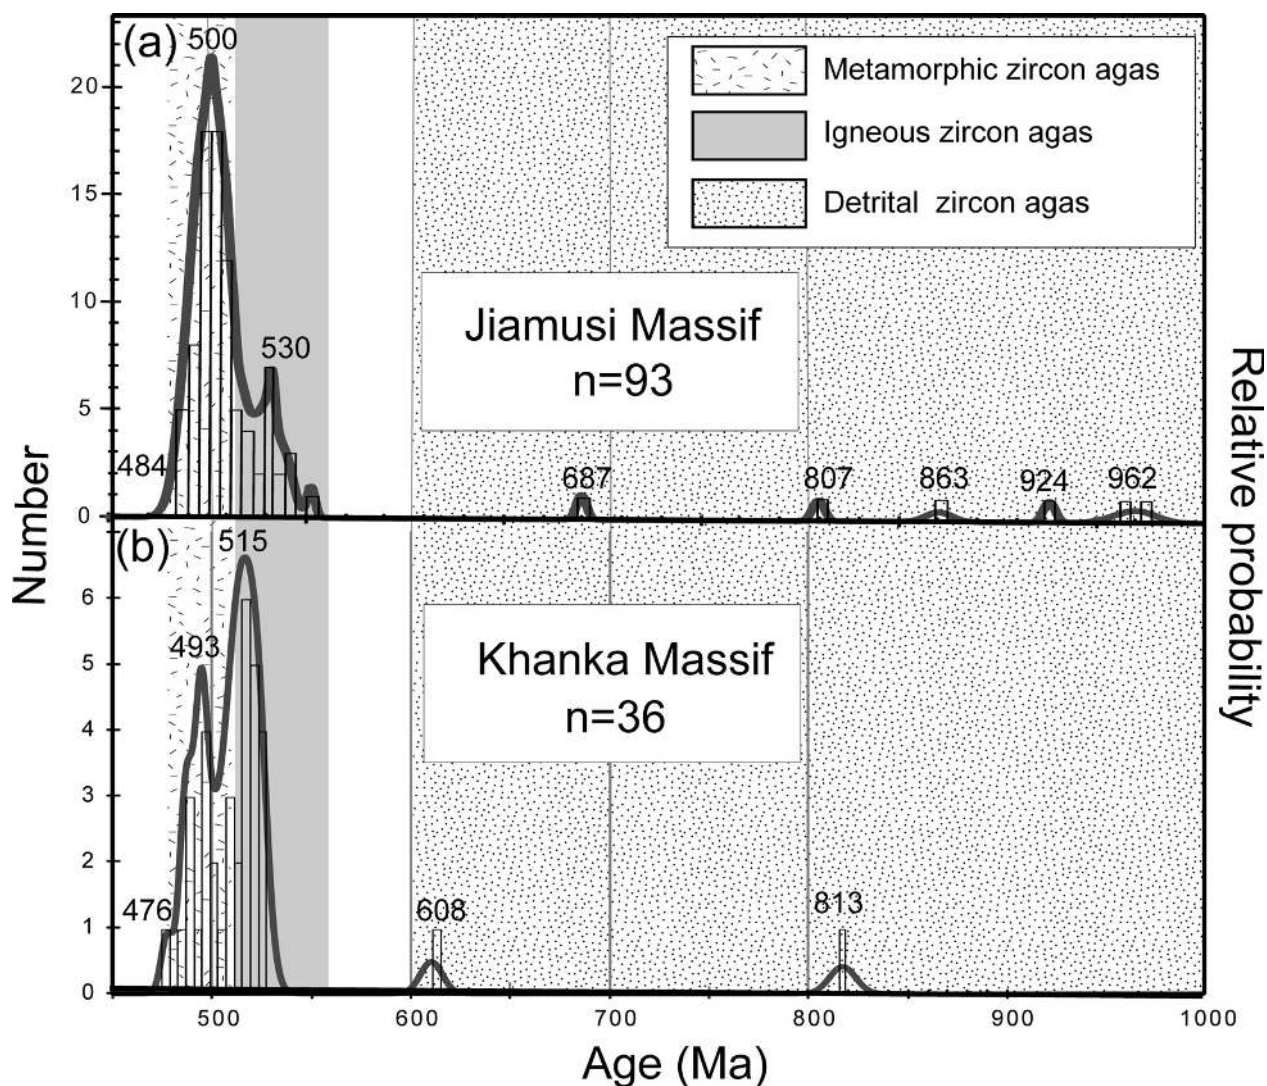 (a)
500
Metamorphic zircon agas
Igneous zircon agas
Detrital zircon agas
20
15
10
5
0
530
484
Jiamusi Massif
n=93
687
807
863
924
962
Number
Relative probability
(b)
515
493
476
Khanka Massif
n=36
608
813
6
5
4
3
2
1
0
500
600
700
800
900
1000
Age (Ma)